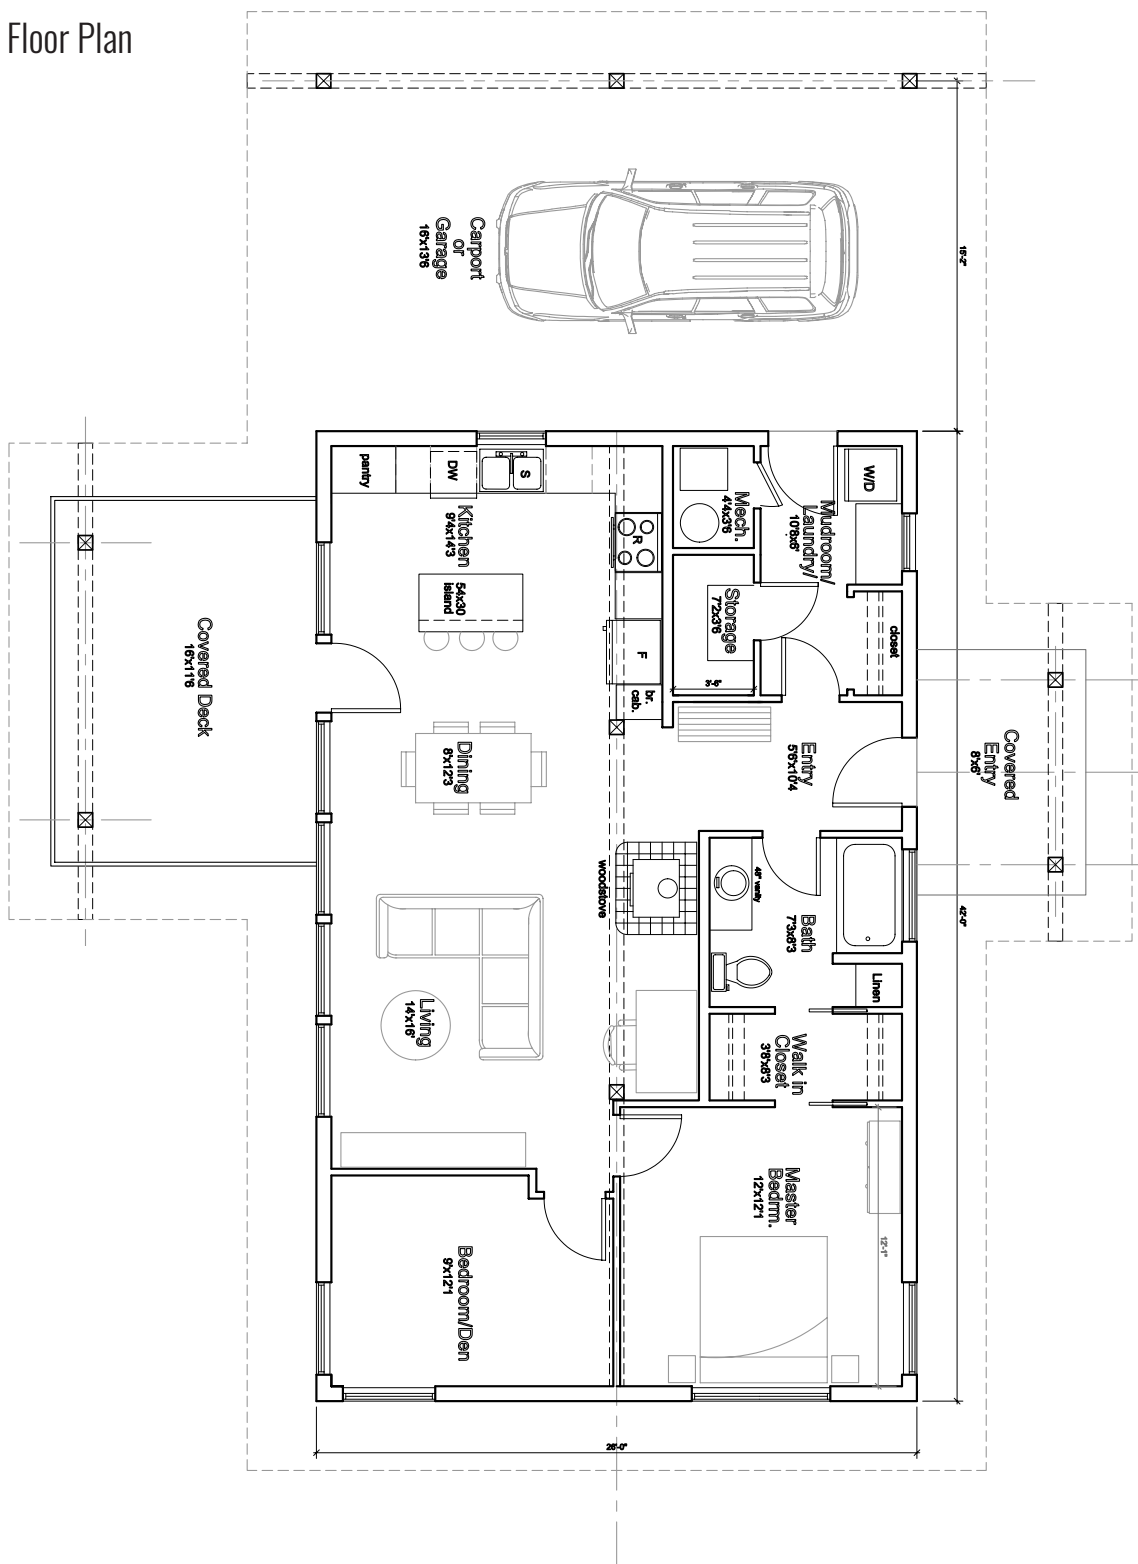 Floor Plan
Carport
or
Garage
16'x13'6
15'-2"
pantry
DW
S
Kitchen
9'4x14'3
54x30
island
R
F
br.
cab.
Mech.
4'4x3'6
Storage
7'2x3'6
3'-6"
Mudroom/
Laundry/
10'8x6'
W/D
closet
Covered Deck
16'x11'6
Dining
8'x12'3
Entry
5'6'x10'4
Covered
Entry
8'x6'
woodstove
48" vanity
Bath
7'3x8'3
Linen
42'-0"
Living
14'x16'
Walk in
Closet
3'8x8'3
Master
Bedrm.
12'x12'1
12'-1"
Bedroom/Den
9'x12'1
26'-0"